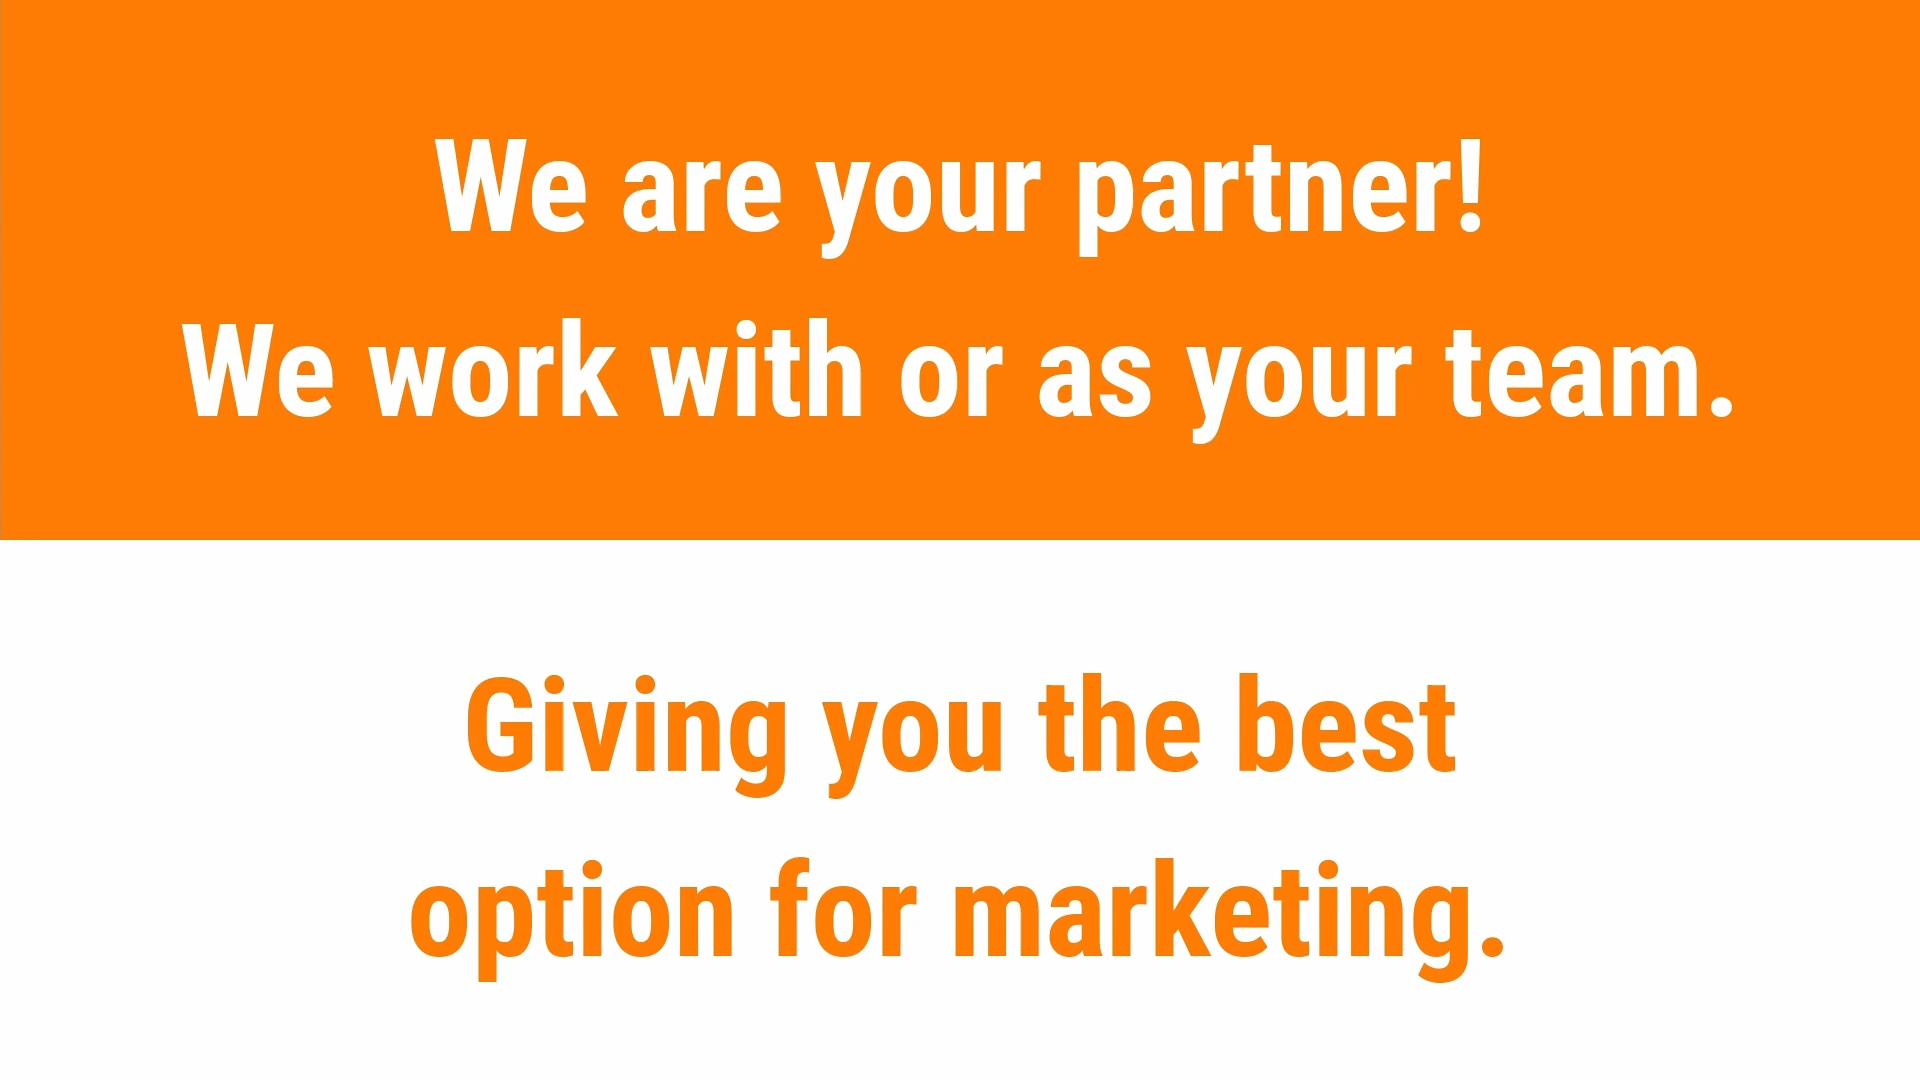 We are your partner!
We work with or as your team.
Giving you the best
option for marketing.